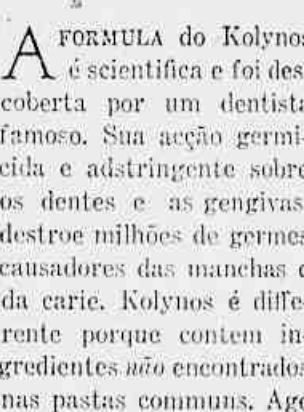 A FORMULA do Kolynos
é scientifica e foi des-
coberta por um dentista
famoso. Sua acção germi-
cida e adstringente sobre
os dentes e as gengivas
destroe milhões de germes
causadores das manchas e
da carie. Kolynos é diffe-
rente porque contem in-
gredientes não encontrados
nas pastas communs. Age